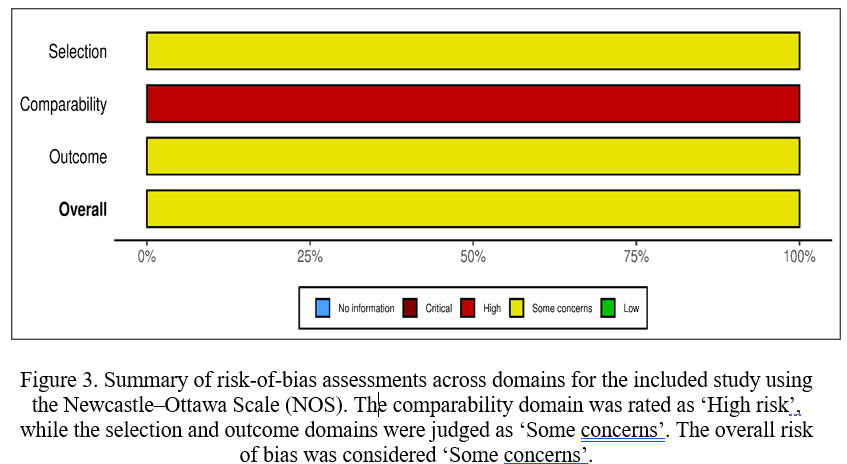 Selection
Comparability
Outcome
Overall
0% 25% 50% 75% 100%
No information Critical High Some concerns Low
Figure 3. Summary of risk-of-bias assessments across domains for the included study using
the Newcastle–Ottawa Scale (NOS). The comparability domain was rated as ‘High risk’,
while the selection and outcome domains were judged as ‘Some concerns’. The overall risk
of bias was considered ‘Some concerns’.